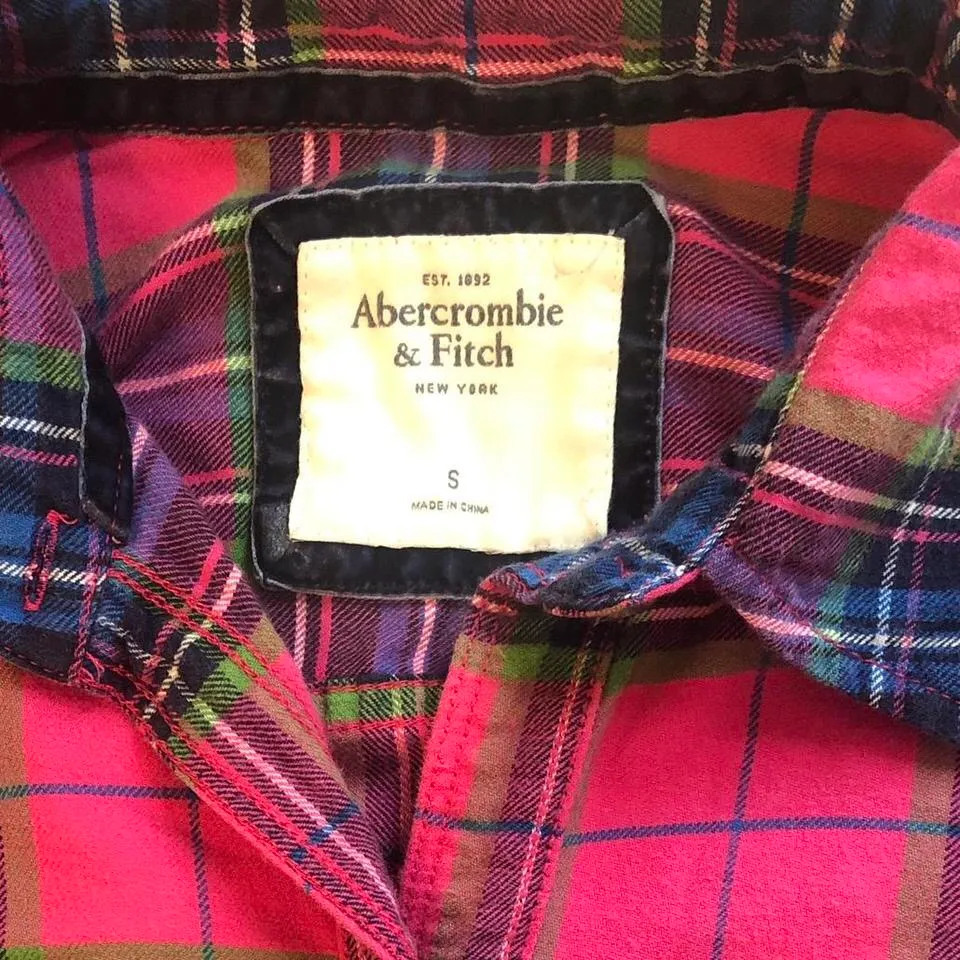 EST. 1892
Abercrombie
& Fitch
NEW YORK
S
MADE IN CHINA